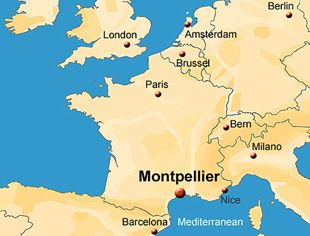 Berlin
London
Amsterdam
Brussel
Paris
Bern
Milano
Montpellier
Nice
Barcelona
Mediterranean